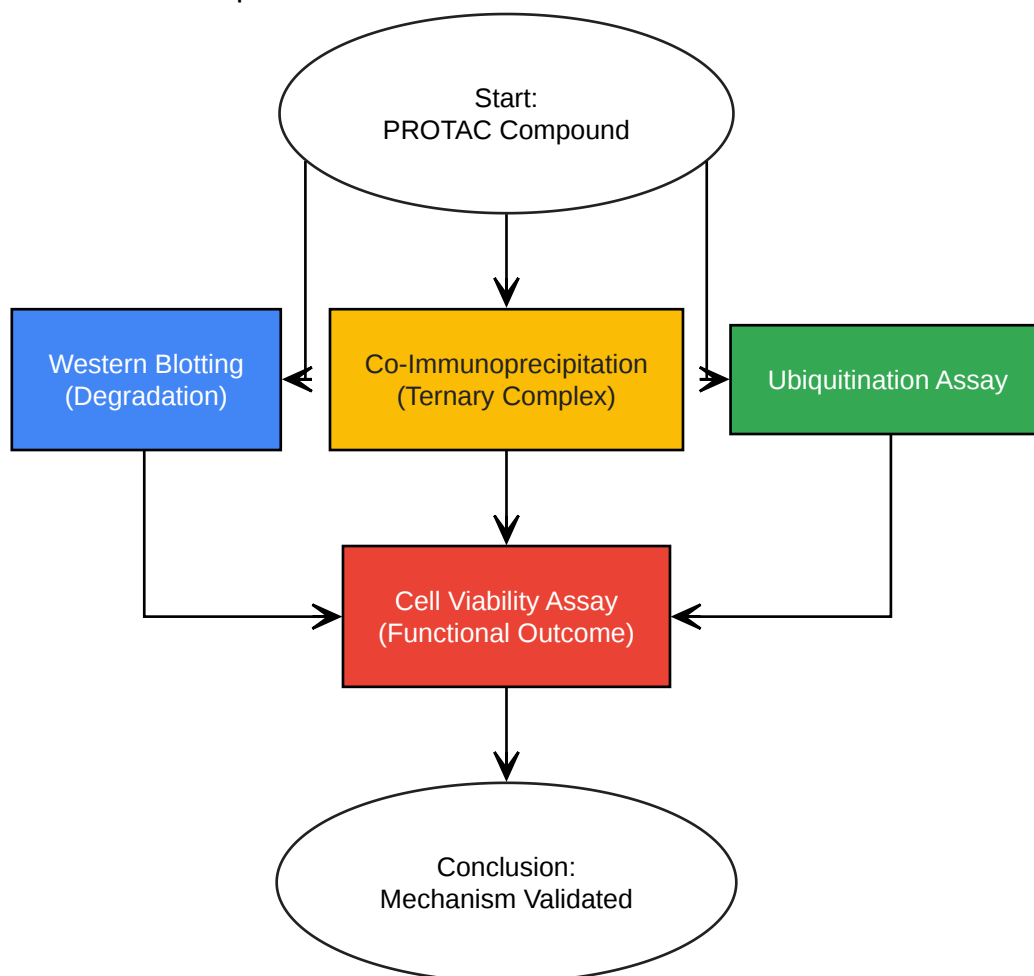 Start:
PROTAC Compound
Western Blotting
(Degradation)
Co-Immunoprecipitation
(Ternary Complex)
Ubiquitination Assay
Cell Viability Assay
(Functional Outcome)
Conclusion:
Mechanism Validated